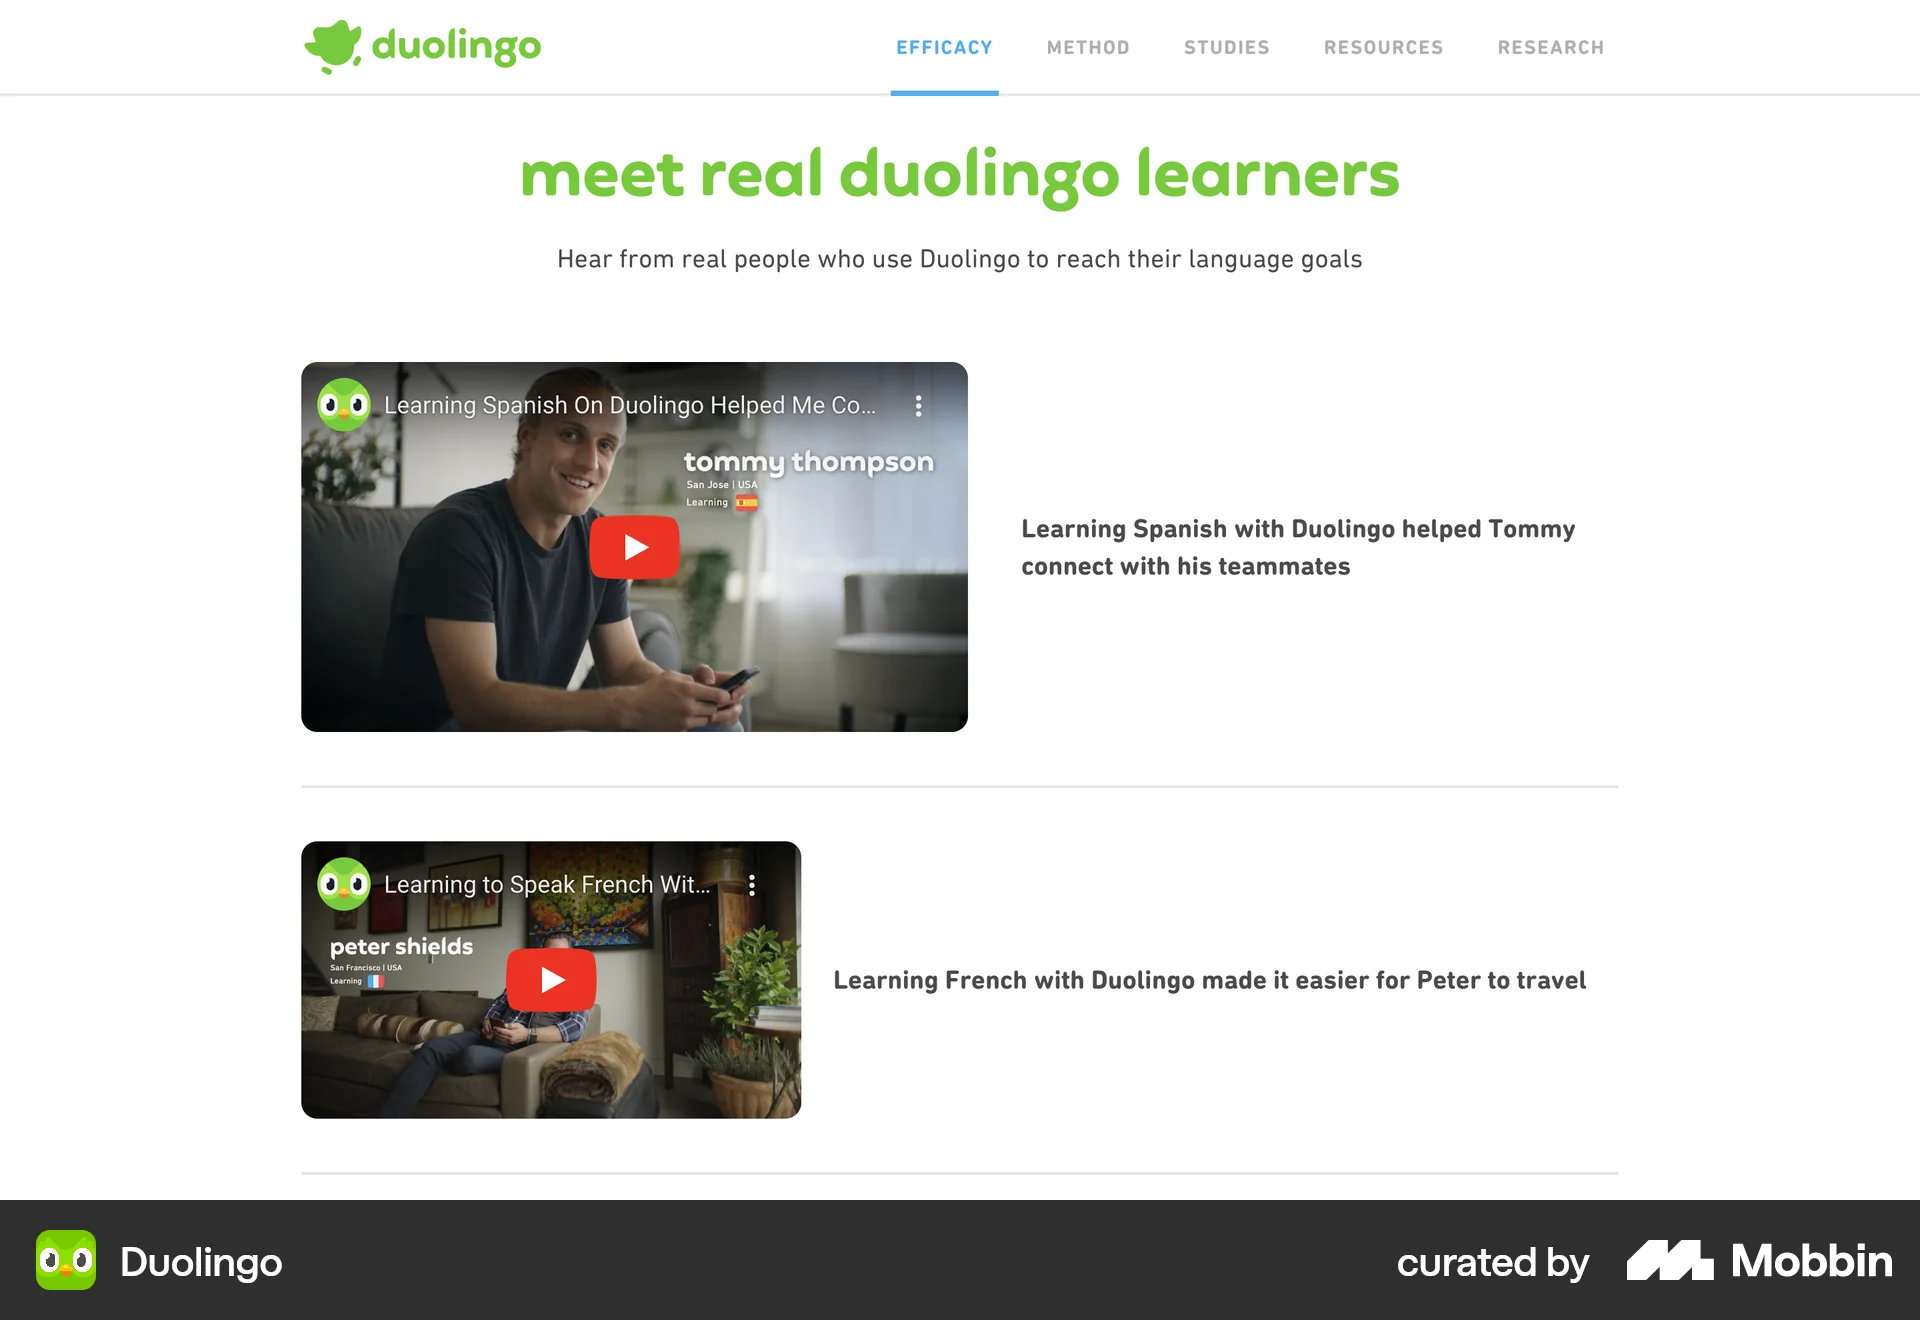 duolingo
EFFICACY METHOD STUDIES RESOURCES RESEARCH
meet real duolingo learners
Hear from real people who use Duolingo to reach their language goals
Learning Spanish On Duolingo Helped Me Co...
tommy thompson
San Jose | USA
Learning
Learning Spanish with Duolingo helped Tommy
connect with his teammates
Learning to Speak French Wit...
peter shields
San Francisco | USA
Learning
Learning French with Duolingo made it easier for Peter to travel
Duolingo
curated by Mobbin